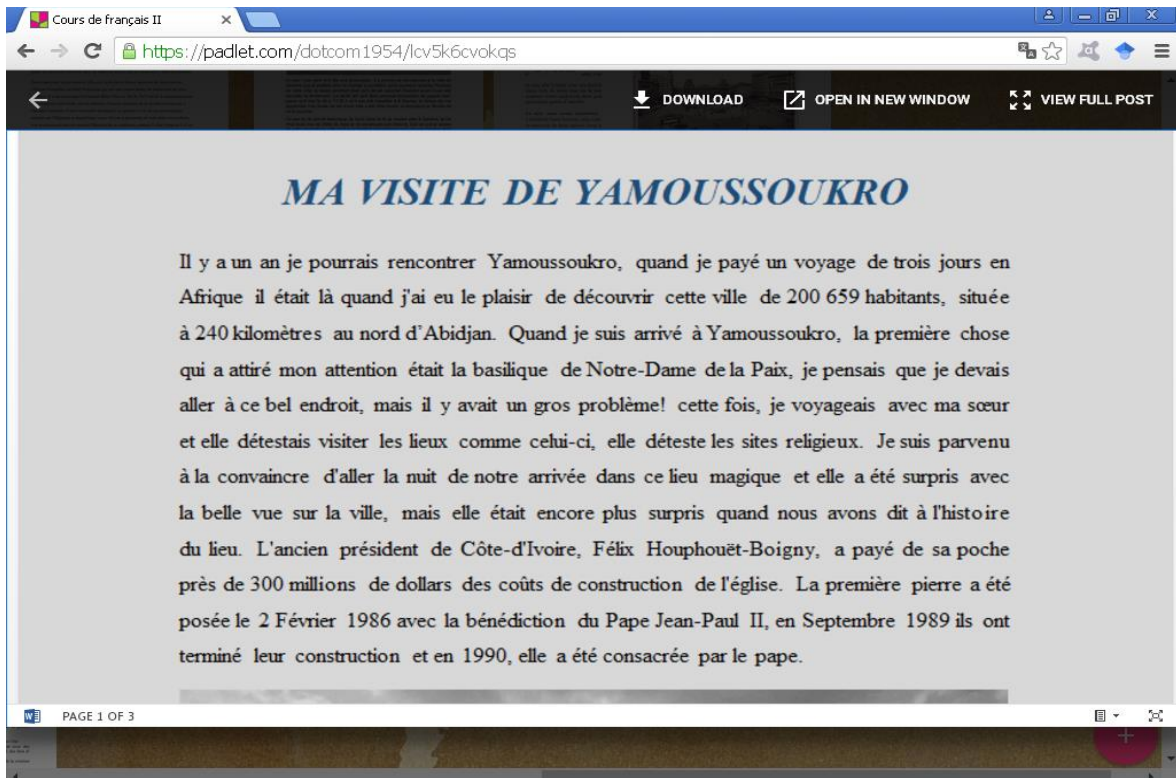 Cours de français II
https://padlet.com/dotcom1954/lcv5k6cvokqs
DOWNLOAD OPEN IN NEW WINDOW VIEW FULL POST
MA VISITE DE YAMOUSSOUKRO
Il y a un an je pourrais rencontrer Yamoussoukro, quand je payé un voyage de trois jours en
Afrique il était là quand j'ai eu le plaisir de découvrir cette ville de 200 659 habitants, située
à 240 kilomètres au nord d'Abidjan. Quand je suis arrivé à Yamoussoukro, la première chose
qui a attiré mon attention était la basilique de Notre-Dame de la Paix, je pensais que je devais
aller à ce bel endroit, mais il y avait un gros problème! cette fois, je voyageais avec ma sœur
et elle détestais visiter les lieux comme celui-ci, elle déteste les sites religieux. Je suis parvenu
à la convaincre d'aller la nuit de notre arrivée dans ce lieu magique et elle a été surpris avec
la belle vue sur la ville, mais elle était encore plus surpris quand nous avons dit à l'histoire
du lieu. L'ancien président de Côte-d'Ivoire, Félix Houphouët-Boigny, a payé de sa poche
près de 300 millions de dollars des coûts de construction de l'église. La première pierre a été
posée le 2 Février 1986 avec la bénédiction du Pape Jean-Paul II, en Septembre 1989 ils ont
terminé leur construction et en 1990, elle a été consacrée par le pape.
PAGE 1 OF 3